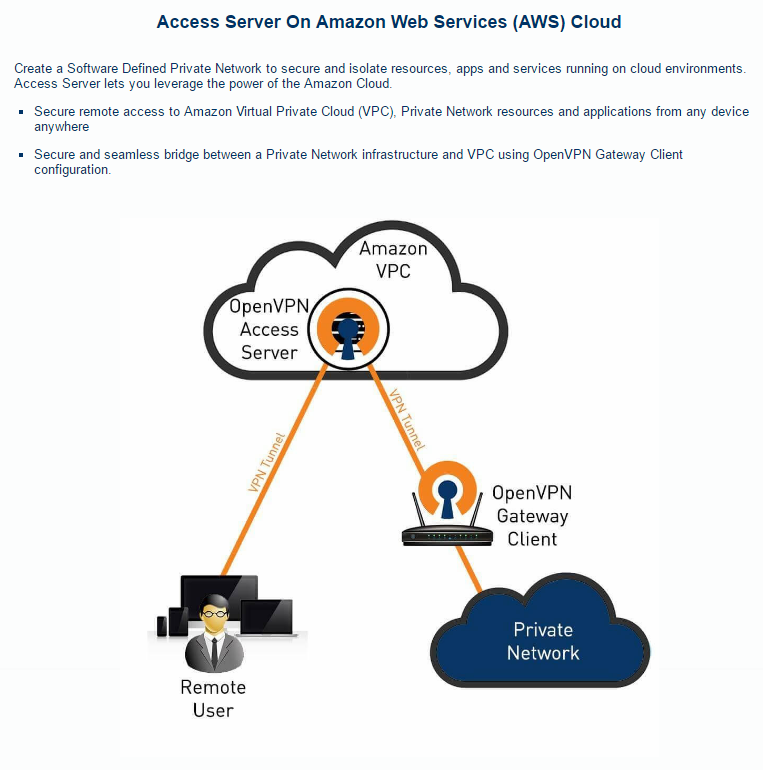 Access Server On Amazon Web Services (AWS) Cloud
Create a Software Defined Private Network to secure and isolate resources, apps and services running on cloud environments.
Access Server lets you leverage the power of the Amazon Cloud.
Secure remote access to Amazon Virtual Private Cloud (VPC), Private Network resources and applications from any device
anywhere
Secure and seamless bridge between a Private Network infrastructure and VPC using OpenVPN Gateway Client
configuration.
Amazon
VPC
OpenVPN
Access
Server
VPN Tunnel
VPN Tunnel
OpenVPN
Gateway
Client
Private
Network
Remote
User